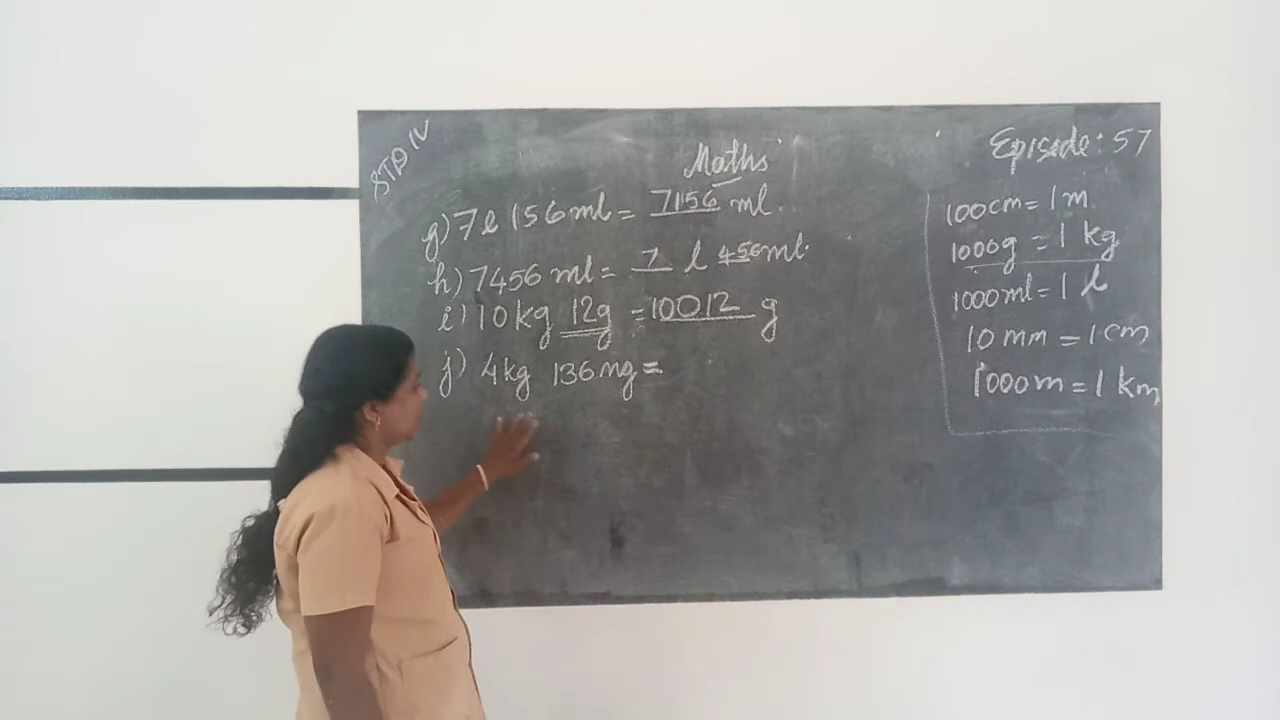 STD IV
Maths
Episode: 57
g) 7l 156ml = 7156 ml.
h) 7456 ml = 7 l 456ml.
i) 10kg 12g = 10012 g
j) 4kg 136mg =
100cm = 1m.
1000g = 1 kg
1000ml = 1 l
10 mm = 1cm
1000m = 1 km